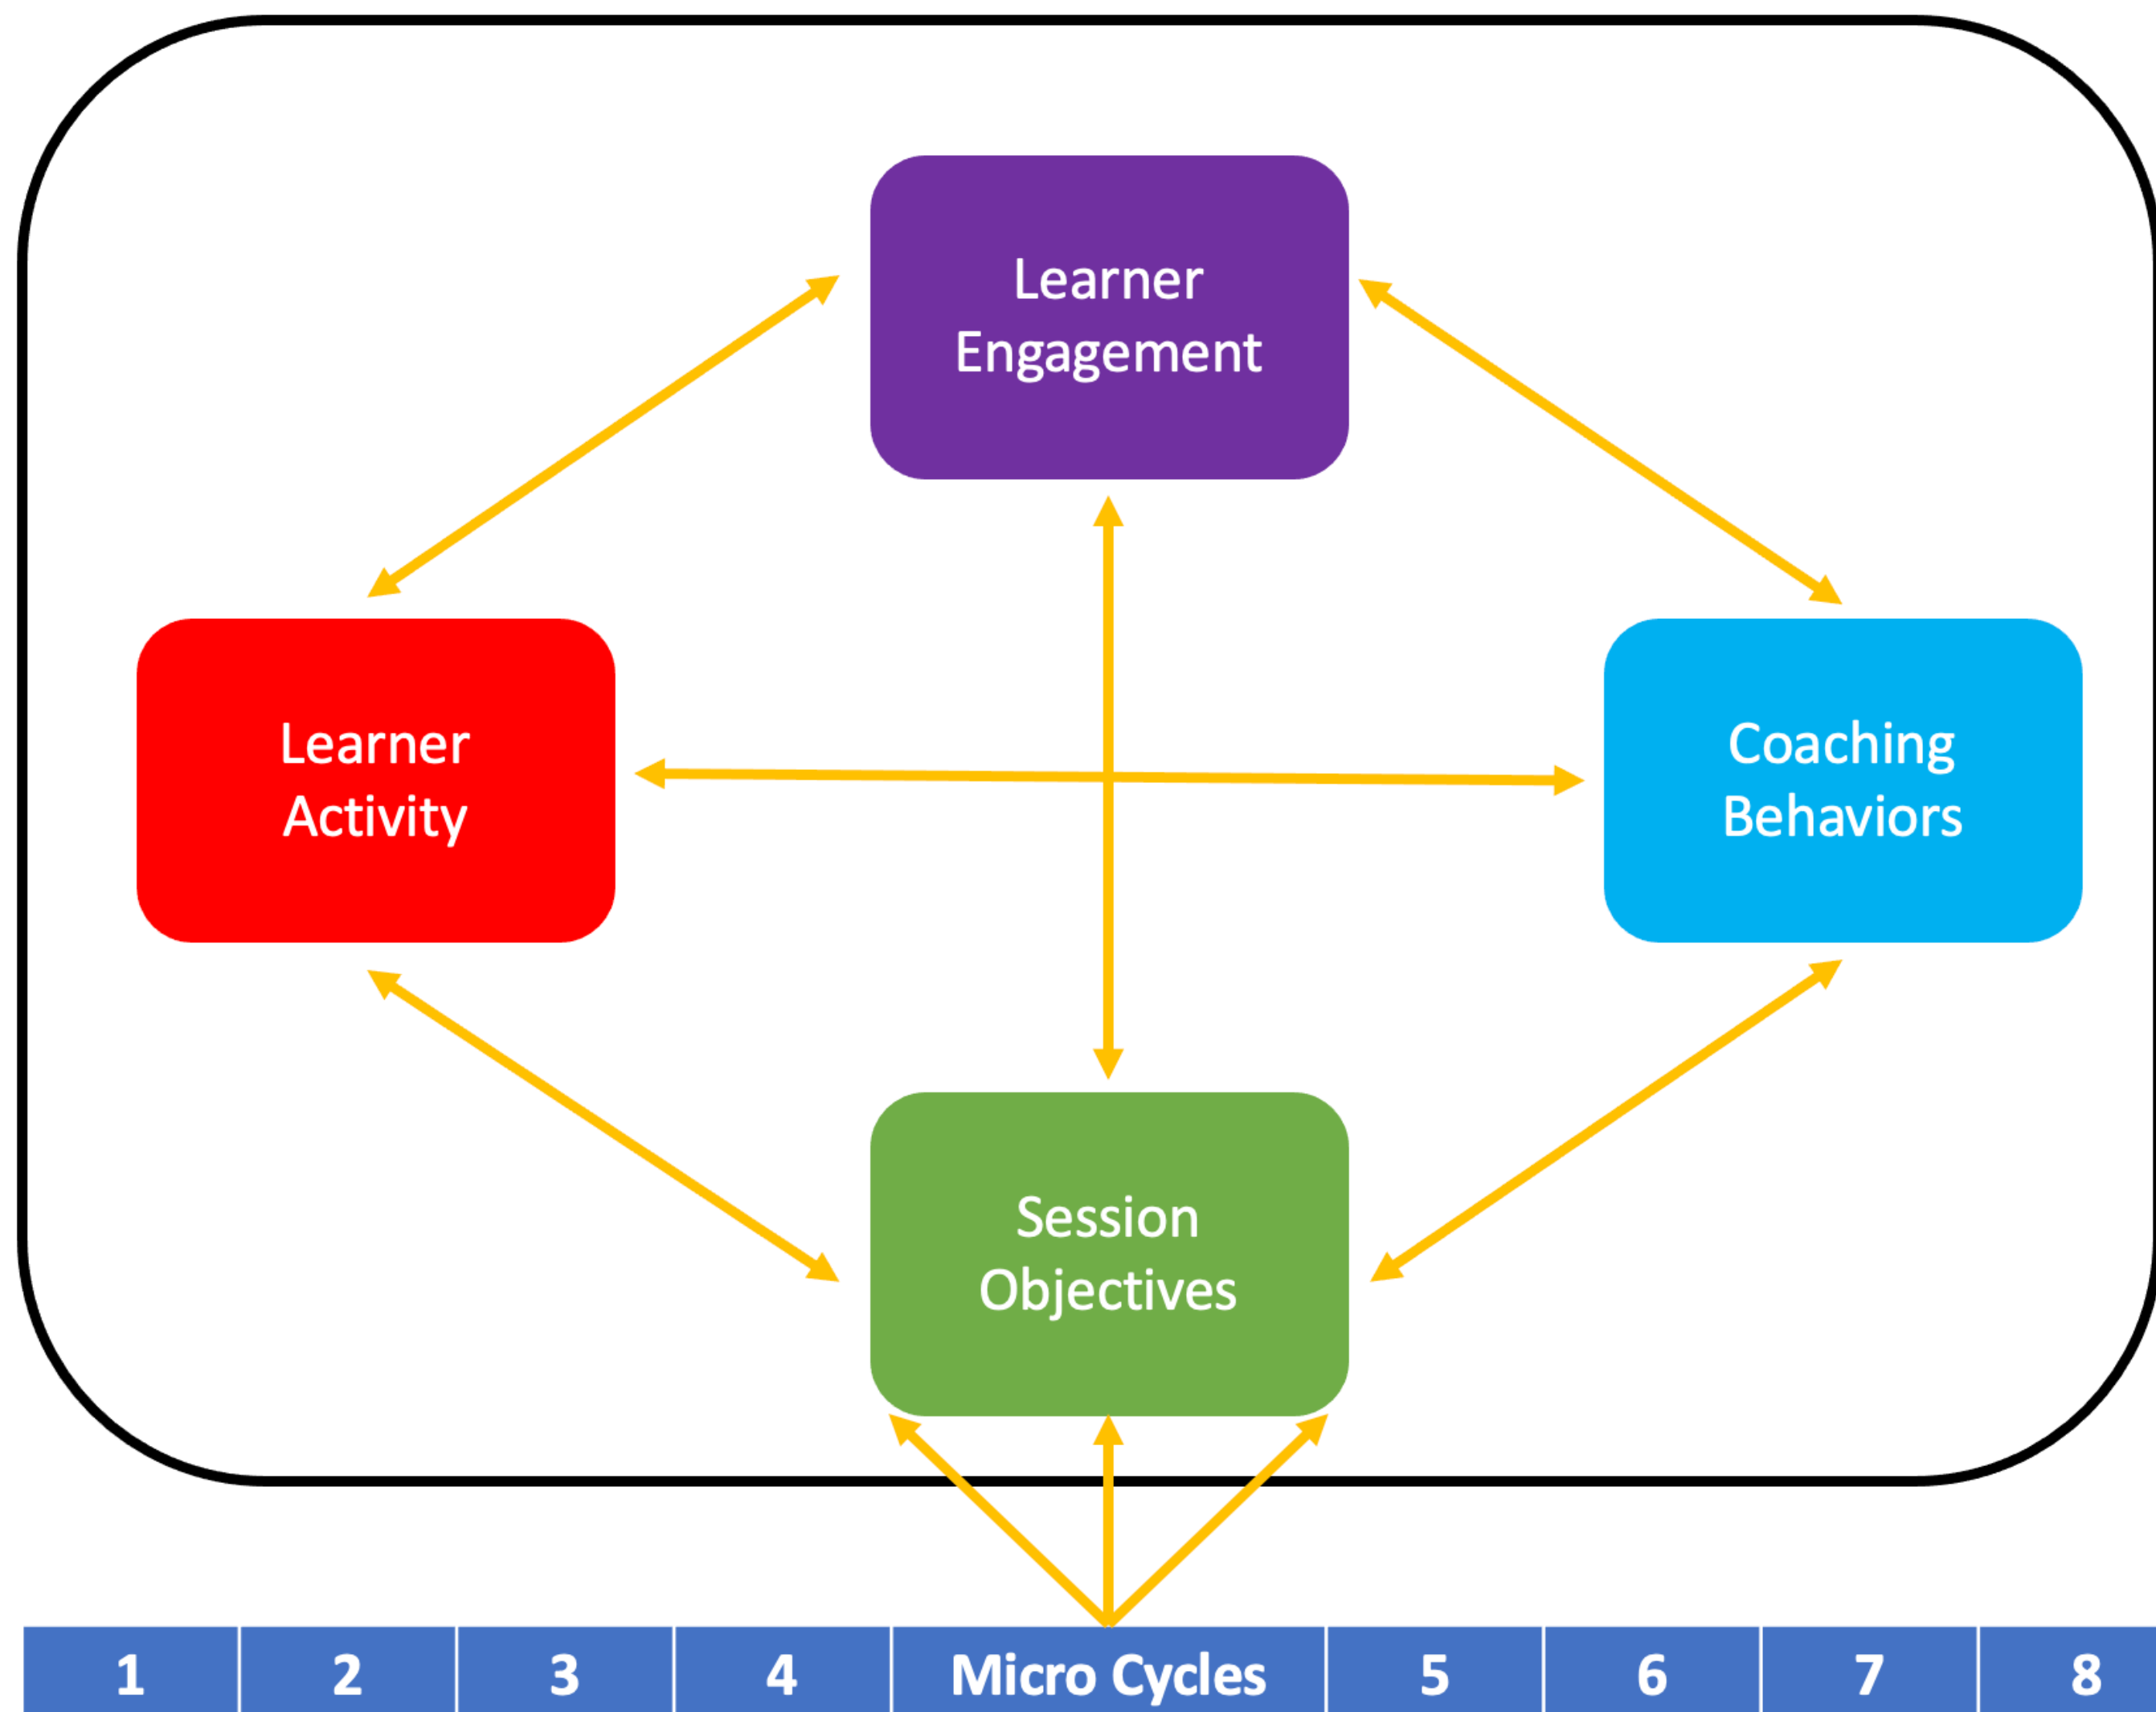 Learner
Engagement
Learner
Activity
Coaching
Behaviors
Session
Objectives
1 2 3 4 Micro Cycles 5 6 7 8